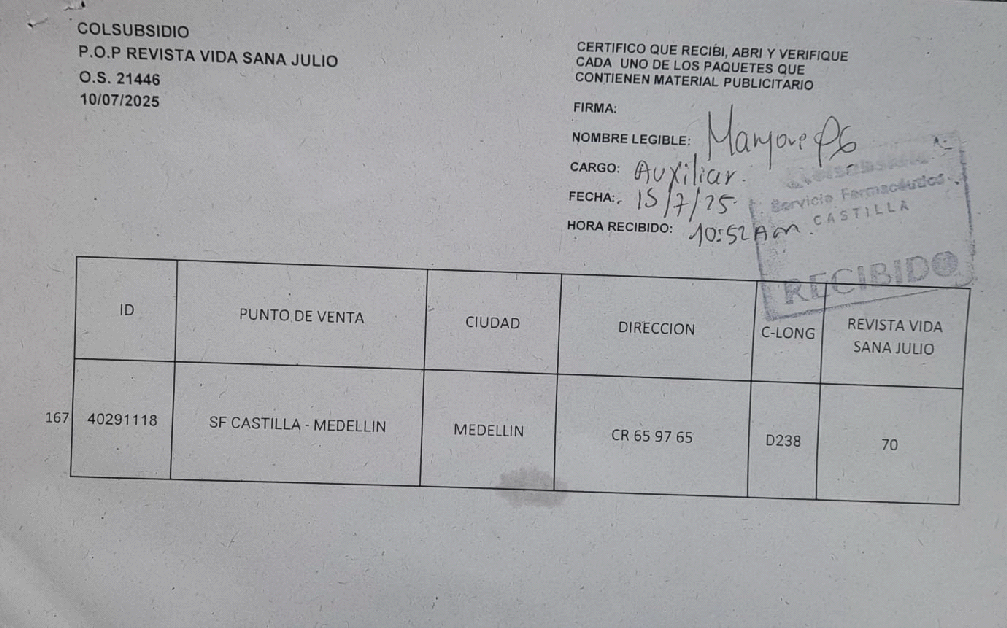 COLSUBSIDIO
P.O.P REVISTA VIDA SANA JULIO
O.S. 21446
10/07/2025
CERTIFICO QUE RECIBI, ABRI Y VERIFIQUE
CADA UNO DE LOS PAQUETES QUE
CONTIENEN MATERIAL PUBLICITARIO
FIRMA:
NOMBRE LEGIBLE:
CARGO: Auxiliar.
FECHA: 15/7/25
HORA RECIBIDO: 10:52 Am.
Servicio Farmacéutico
CASTILLA
RECIBIDO
ID
PUNTO DE VENTA
CIUDAD
DIRECCION
C-LONG
REVISTA VIDA
SANA JULIO
167
40291118
SF CASTILLA - MEDELLIN
MEDELLIN
CR 65 97 65
D238
70